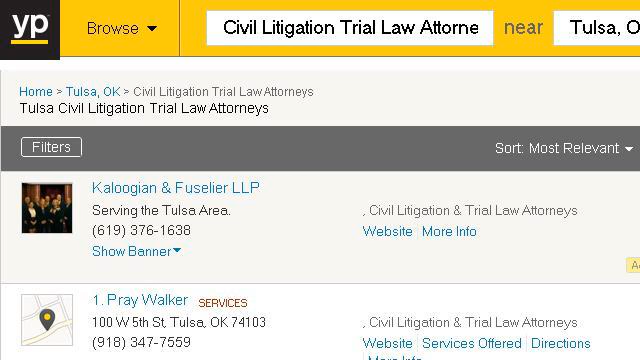 yp Browse Civil Litigation Trial Law Attorne near Tulsa, O
Home > Tulsa, OK > Civil Litigation Trial Law Attorneys
Tulsa Civil Litigation Trial Law Attorneys
Filters Sort: Most Relevant
Kaloogian & Fuselier LLP
Serving the Tulsa Area. , Civil Litigation & Trial Law Attorneys
(619) 376-1638 Website More Info
Show Banner
1. Pray Walker SERVICES
100 W 5th St, Tulsa, OK 74103 , Civil Litigation & Trial Law Attorneys
(918) 347-7559 Website Services Offered Directions
More Info